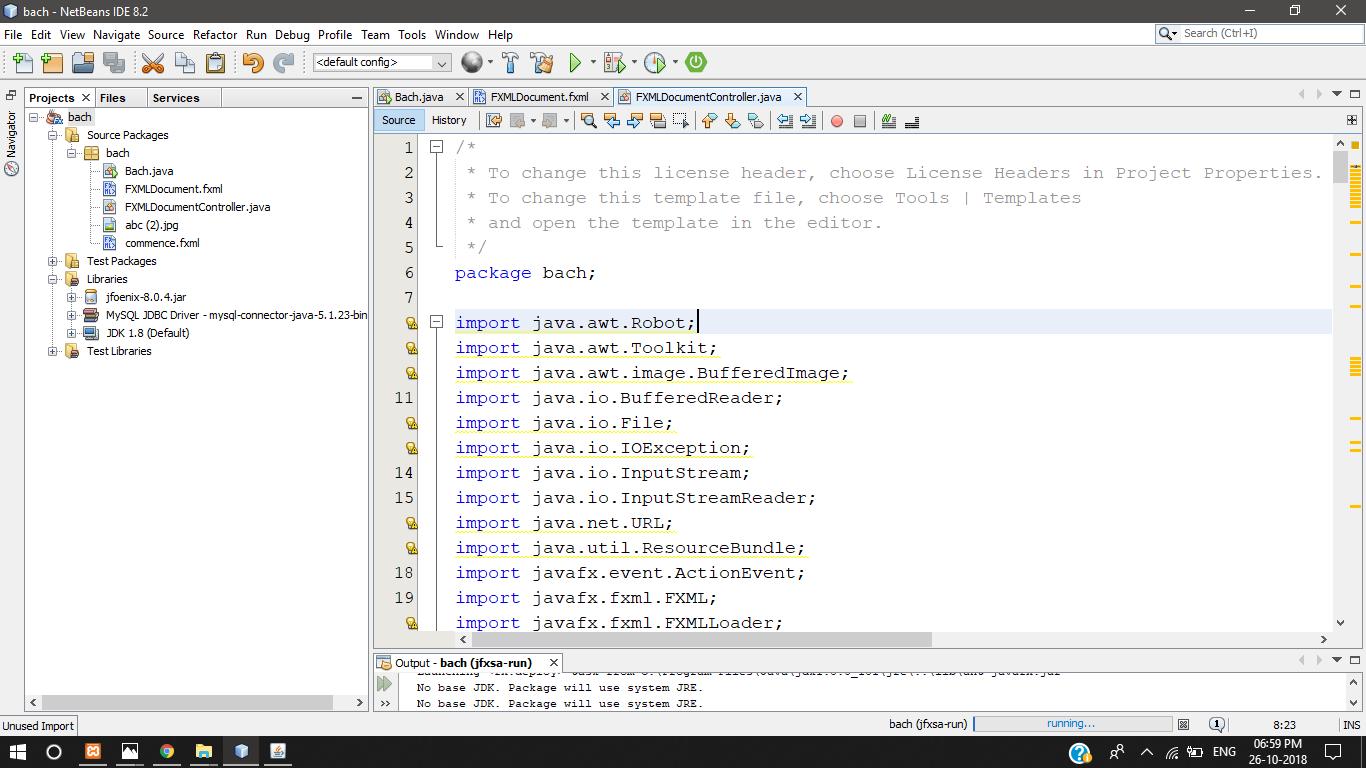 bach - NetBeans IDE 8.2
File Edit View Navigate Source Refactor Run Debug Profile Team Tools Window Help
Search (Ctrl+I)
<default config>
Projects Files Services
Navigator
bach
Source Packages
bach
Bach.java
FXMLDocument.fxml
FXMLDocumentController.java
abc (2).jpg
commence.fxml
Test Packages
Libraries
jfoenix-8.0.4.jar
MySQL JDBC Driver - mysql-connector-java-5.1.23-bin
JDK 1.8 (Default)
Test Libraries
Bach.java FXMLDocument.fxml FXMLDocumentController.java
Source History
1 /*
2 * To change this license header, choose License Headers in Project Properties.
3 * To change this template file, choose Tools | Templates
4 * and open the template in the editor.
5 */
6 package bach;
7
import java.awt.Robot;
import java.awt.Toolkit;
import java.awt.image.BufferedImage;
11 import java.io.BufferedReader;
import java.io.File;
import java.io.IOException;
14 import java.io.InputStream;
15 import java.io.InputStreamReader;
import java.net.URL;
import java.util.ResourceBundle;
18 import javafx.event.ActionEvent;
19 import javafx.fxml.FXML;
import javafx.fxml.FXMLLoader;
Output - bach (jfxsa-run)
No base JDK. Package will use system JRE.
No base JDK. Package will use system JRE.
Unused Import
bach (jfxsa-run) running... 1 8:23 INS
ENG 06:59 PM
26-10-2018